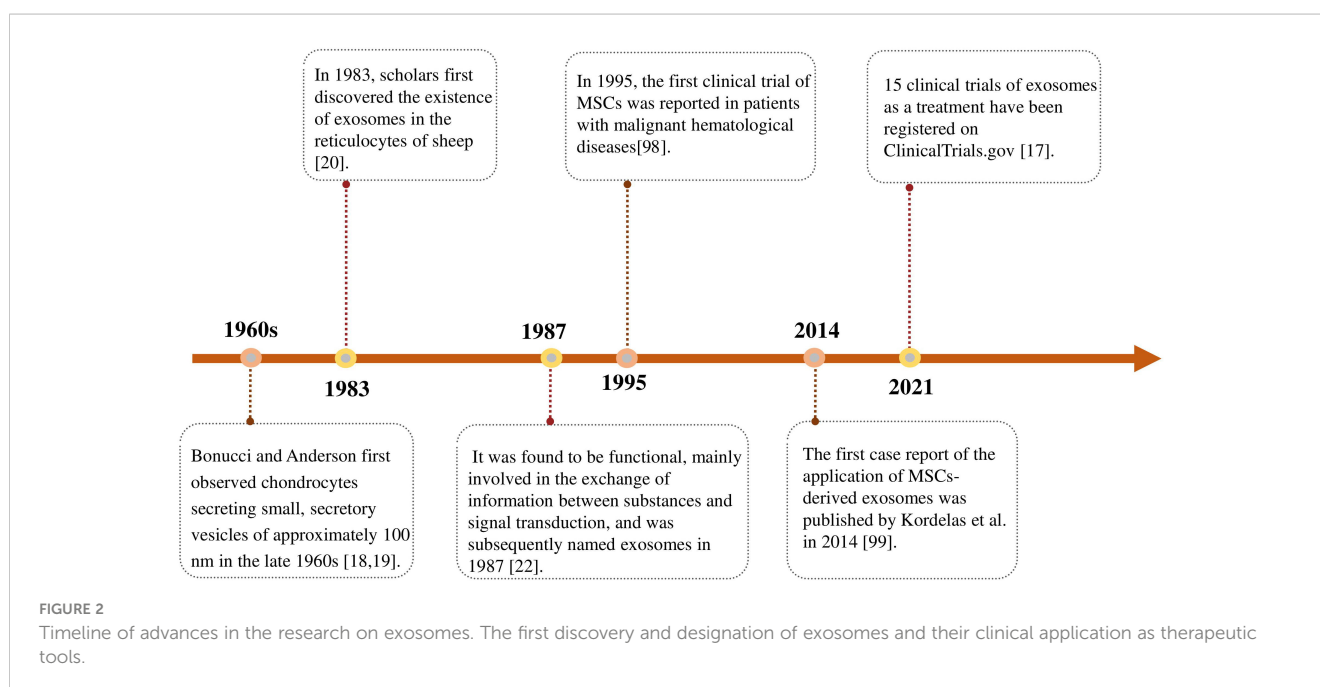 In 1983, scholars first
discovered the existence
of exosomes in the
reticulocytes of sheep
[20].
In 1995, the first clinical trial of
MSCs was reported in patients
with malignant hematological
diseases[98].
15 clinical trials of exosomes
as a treatment have been
registered on
ClinicalTrials.gov [17].
1960s
1983
1987
1995
2014
2021
Bonucci and Anderson first
observed chondrocytes
secreting small, secretory
vesicles of approximately 100
nm in the late 1960s [18,19].
It was found to be functional, mainly
involved in the exchange of
information between substances and
signal transduction, and was
subsequently named exosomes in
1987 [22].
The first case report of the
application of MSCs-
derived exosomes was
published by Kordelas et al.
in 2014 [99].
FIGURE 2
Timeline of advances in the research on exosomes. The first discovery and designation of exosomes and their clinical application as therapeutic
tools.